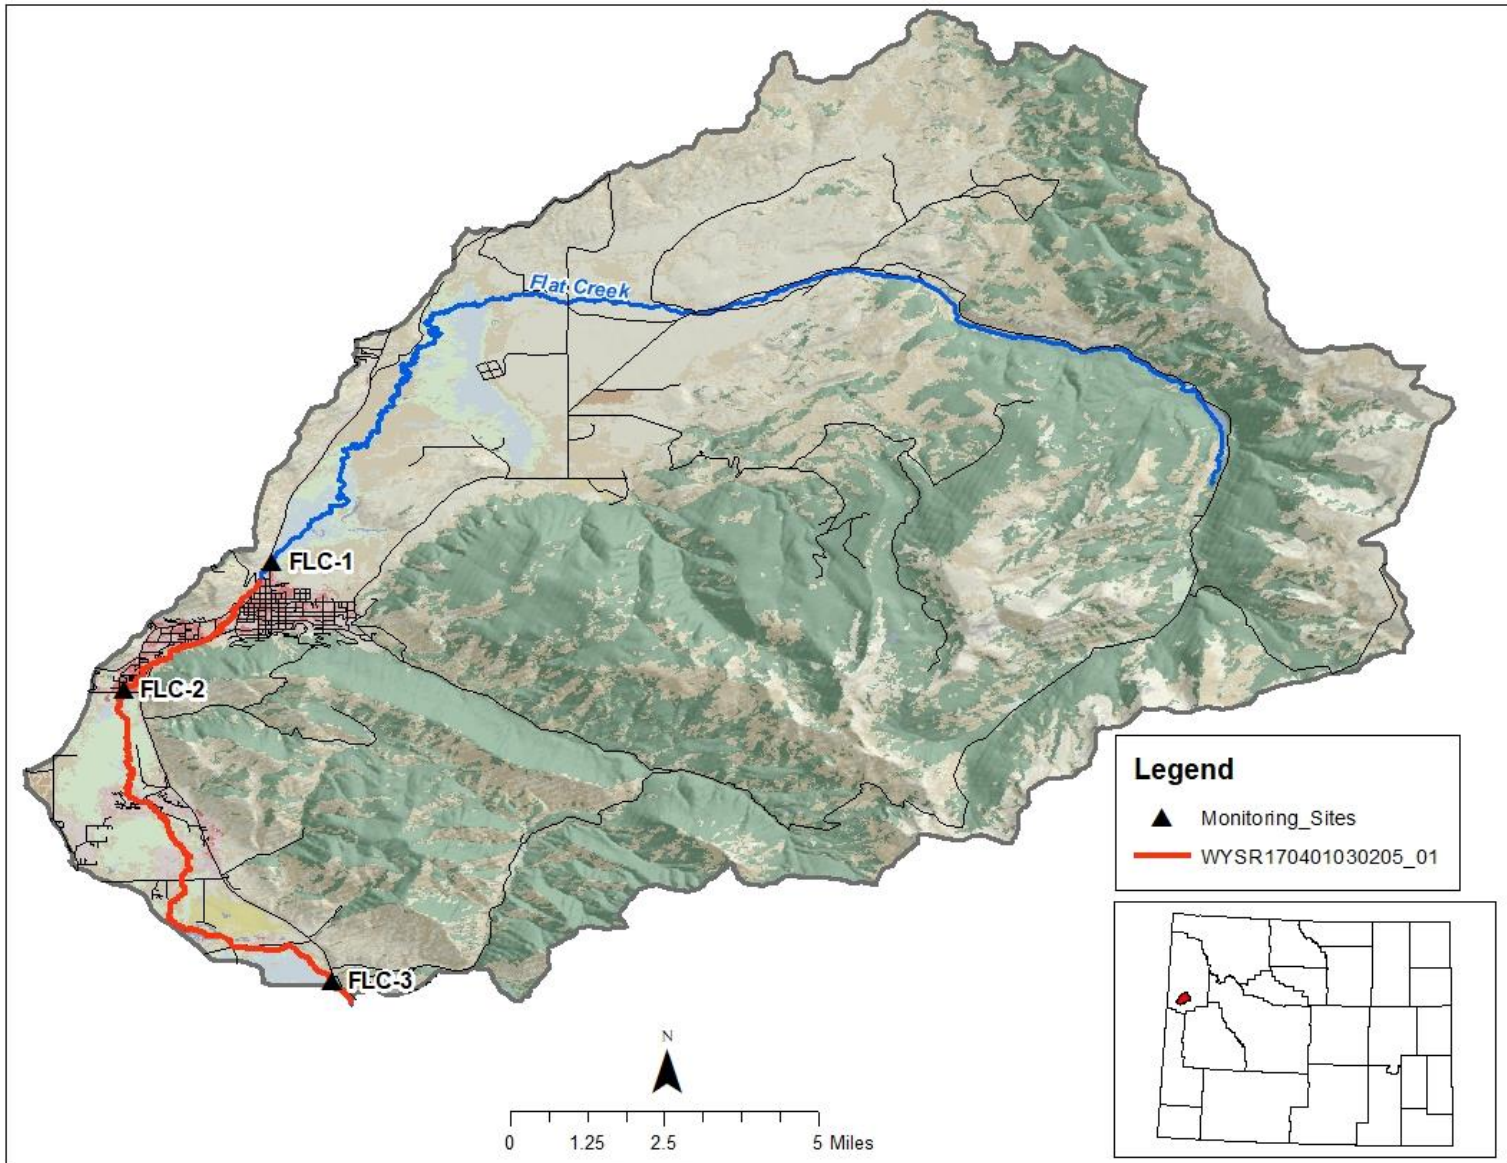 Flat Creek
FLC-1
FLC-2
FLC-3
Legend
Monitoring_Sites
WYSR170401030205_01
N
0 1.25 2.5 5 Miles